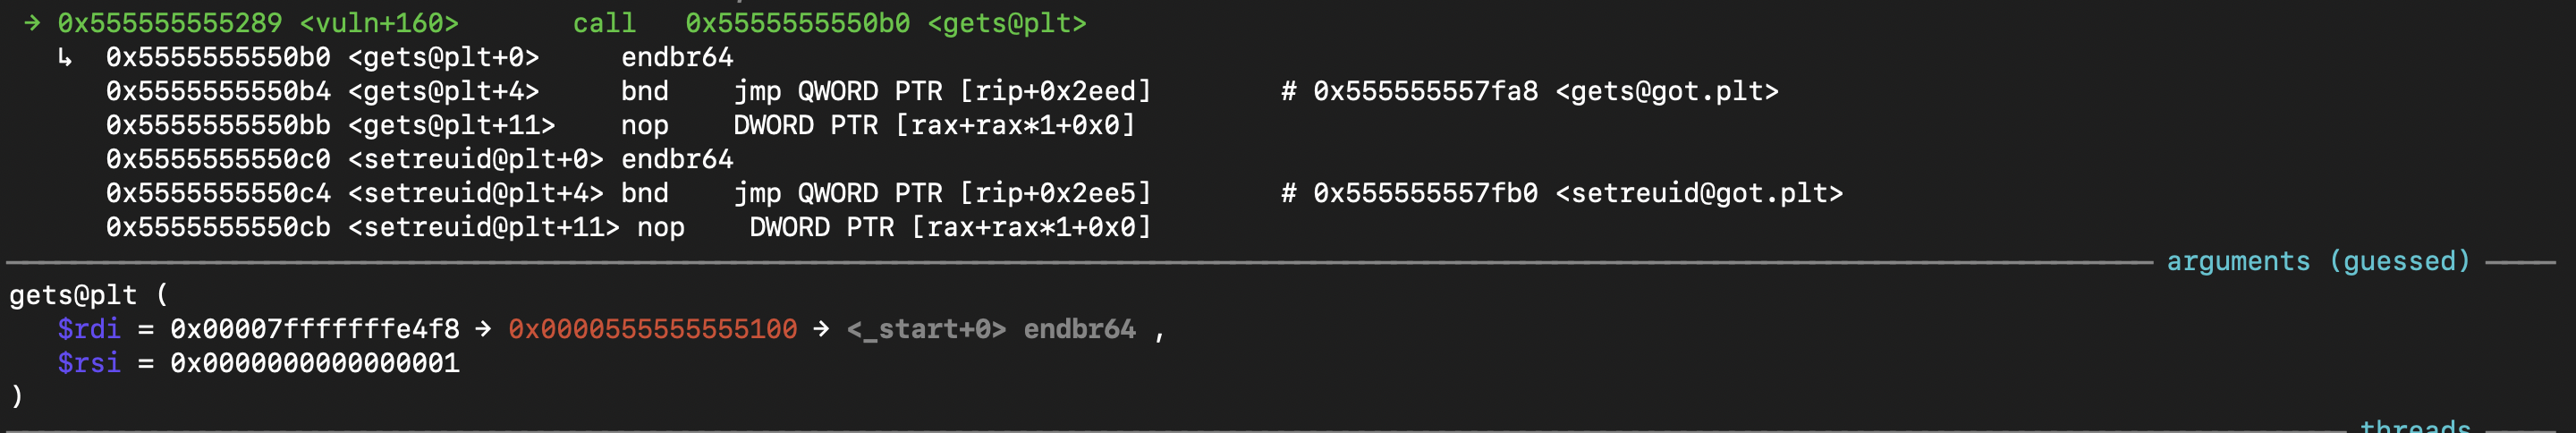 → 0x555555555289 <vuln+160> call 0x5555555550b0 <gets@plt>
↳ 0x5555555550b0 <gets@plt+0> endbr64
0x5555555550b4 <gets@plt+4> bnd jmp QWORD PTR [rip+0x2eed] # 0x555555557fa8 <gets@got.plt>
0x5555555550bb <gets@plt+11> nop DWORD PTR [rax+rax*1+0x0]
0x5555555550c0 <setreuid@plt+0> endbr64
0x5555555550c4 <setreuid@plt+4> bnd jmp QWORD PTR [rip+0x2ee5] # 0x555555557fb0 <setreuid@got.plt>
0x5555555550cb <setreuid@plt+11> nop DWORD PTR [rax+rax*1+0x0]
arguments (guessed)
gets@plt (
$rdi = 0x00007fffffffe4f8 → 0x0000555555555100 → <_start+0> endbr64 ,
$rsi = 0x0000000000000001
)
threads